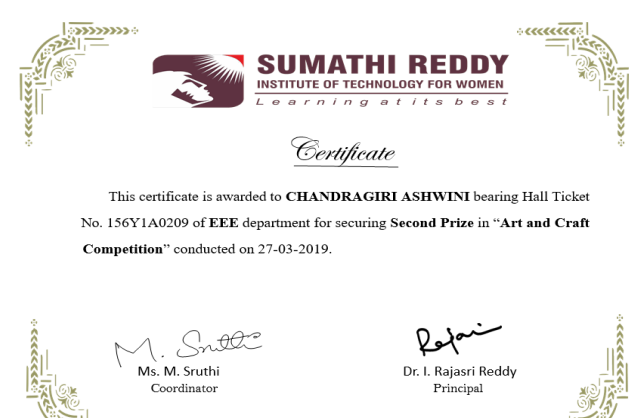 SUMATHI REDDY
INSTITUTE OF TECHNOLOGY FOR WOMEN
Learning at its best
Certificate
This certificate is awarded to CHANDRAGIRI ASHWINI bearing Hall Ticket
No. 156Y1A0209 of EEE department for securing Second Prize in “Art and Craft
Competition” conducted on 27-03-2019.
M. Sruthi
Ms. M. Sruthi
Coordinator
Rajasri
Dr. I. Rajasri Reddy
Principal